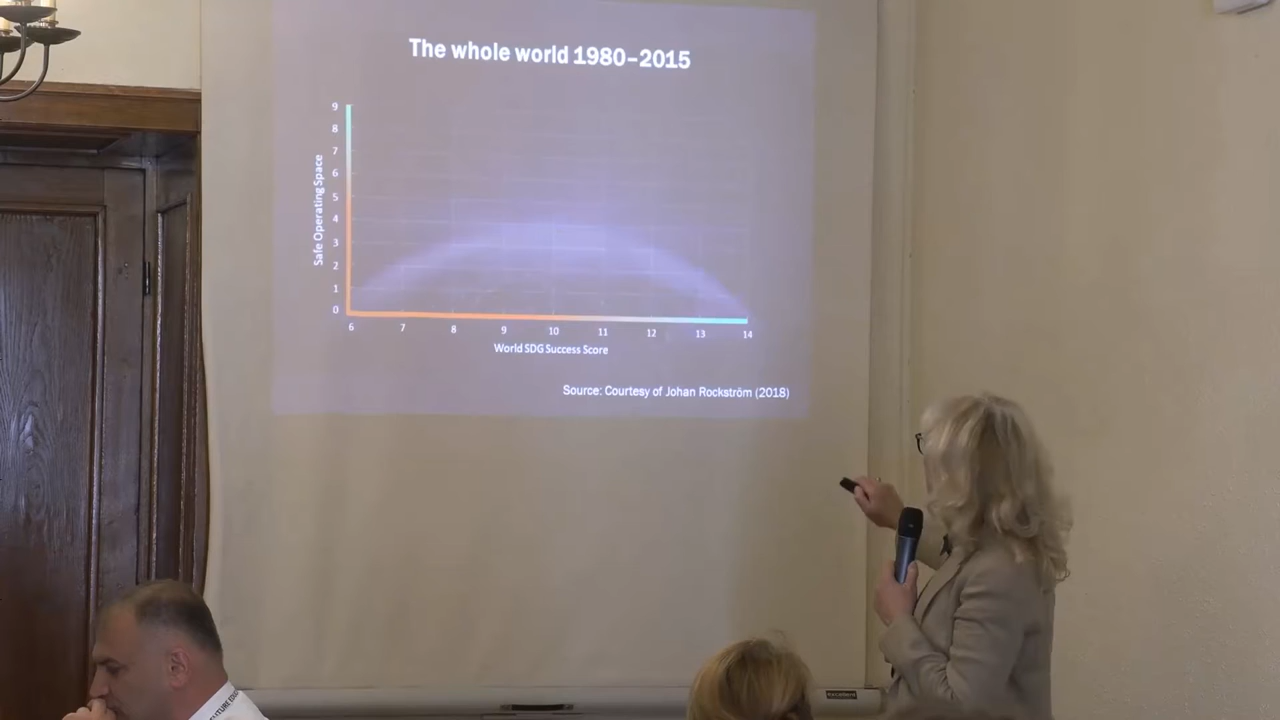 The whole world 1980–2015
9
8
7
6
5
4
3
2
1
0
Safe Operating Space
6 7 8 9 10 11 12 13 14
World SDG Success Score
Source: Courtesy of Johan Rockström (2018)